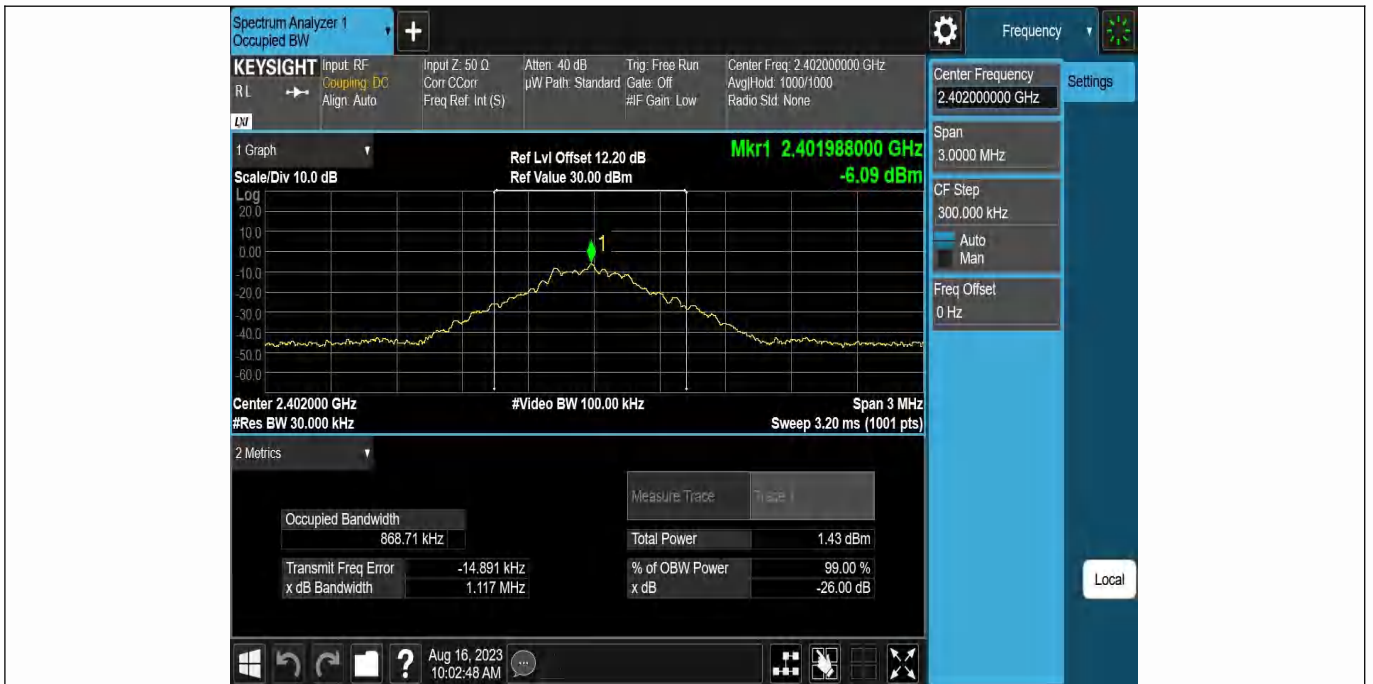 Spectrum Analyzer 1
Occupied BW
Frequency
KEYSIGHT
R L
LXI
Input: RF
Coupling: DC
Align: Auto
Input Z: 50 Ω
Corr CCorr
Freq Ref: Int (S)
Atten: 40 dB
µW Path: Standard
Trig: Free Run
Gate: Off
#IF Gain: Low
Center Freq: 2.402000000 GHz
Avg|Hold: 1000/1000
Radio Std: None
Center Frequency
2.402000000 GHz
Settings
Span
3.0000 MHz
CF Step
300.000 kHz
Auto
Man
Freq Offset
0 Hz
Local
1 Graph
Scale/Div 10.0 dB
Ref Lvl Offset 12.20 dB
Ref Value 30.00 dBm
Mkr1 2.401988000 GHz
-6.09 dBm
Log
20.0
10.0
0.00
-10.0
-20.0
-30.0
-40.0
-50.0
-60.0
1
Center 2.402000 GHz
#Res BW 30.000 kHz
#Video BW 100.00 kHz
Span 3 MHz
Sweep 3.20 ms (1001 pts)
2 Metrics
Measure Trace
Trace 1
Occupied Bandwidth
868.71 kHz
Total Power
1.43 dBm
Transmit Freq Error
-14.891 kHz
% of OBW Power
99.00 %
x dB Bandwidth
1.117 MHz
x dB
-26.00 dB
Aug 16, 2023
10:02:48 AM